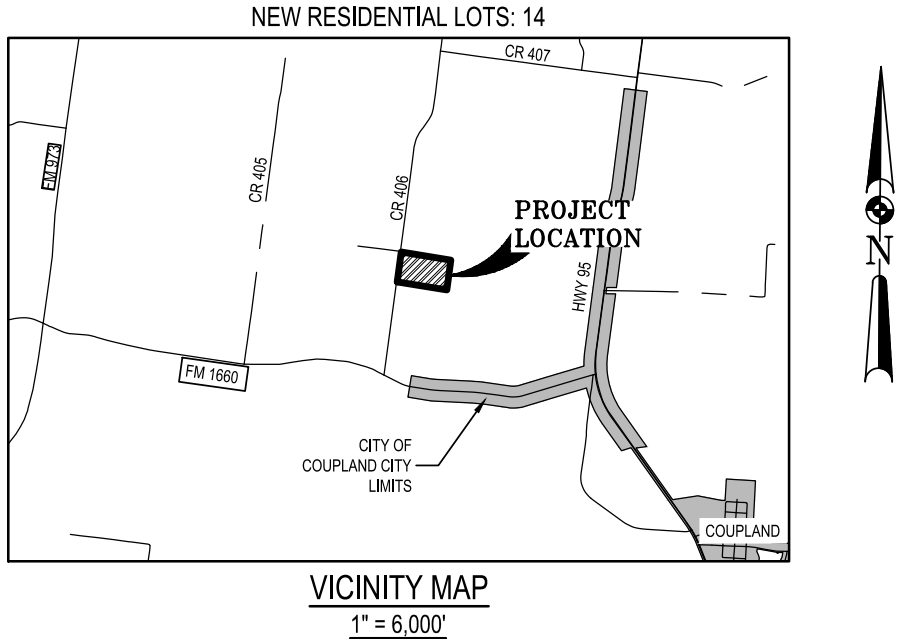 NEW RESIDENTIAL LOTS: 14
CR 407
FM 973
CR 405
CR 406
PROJECT
LOCATION
N
HWY 95
FM 1660
CITY OF
COUPLAND CITY
LIMITS
COUPLAND
VICINITY MAP
1" = 6,000'